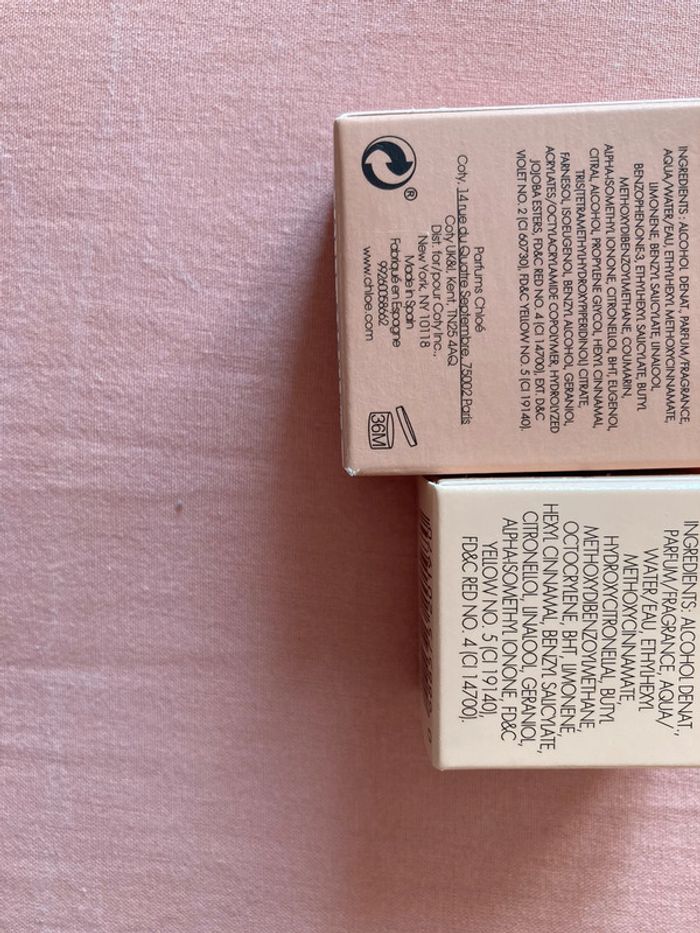 INGREDIENTS : ALCOHOL DENAT., PARFUM/FRAGRANCE,
AQUA/WATER/EAU, ETHYLHEXYL METHOXYCINNAMATE,
LIMONENE, BENZYL SALICYLATE, LINALOOL,
BENZOPHENONE-3, ETHYLHEXYL SALICYLATE, BUTYL
METHOXYDIBENZOYLMETHANE, COUMARIN,
ALPHA-ISOMETHYL IONONE, CITRONELLOL, BHT, EUGENOL,
CITRAL, ALCOHOL, PROPYLENE GLYCOL, HEXYL CINNAMAL,
TRIS(TETRAMETHYLHYDROXYPIPERIDINOL) CITRATE,
FARNESOL, ISOEUGENOL, BENZYL ALCOHOL, GERANIOL,
ACRYLATES/OCTYLACRYLAMIDE COPOLYMER, HYDROLYZED
JOJOBA ESTERS, FD&C RED NO. 4 (CI 14700), EXT. D&C
VIOLET NO. 2 (CI 60730), FD&C YELLOW NO. 5 (CI 19140).
Parfums Chloé
Coty, 14 rue du Quatre Septembre, 75002 Paris
Coty UK&I, Kent, TN25 4AQ
Dist. for/pour Coty Inc.,
New York, NY 10118
Made in Spain
Fabriqué en Espagne
99260058662
www.chloe.com
®
36M
INGREDIENTS : ALCOHOL DENAT.,
PARFUM/FRAGRANCE, AQUA/
WATER/EAU, ETHYLHEXYL
METHOXYCINNAMATE,
HYDROXYCITRONELLAL, BUTYL
METHOXYDIBENZOYLMETHANE,
OCTOCRYLENE, BHT, LIMONENE,
HEXYL CINNAMAL, BENZYL SALICYLATE,
CITRONELLOL, LINALOOL, GERANIOL,
ALPHA-ISOMETHYL IONONE, FD&C
YELLOW NO. 5 (CI 19140),
FD&C RED NO. 4 (CI 14700).